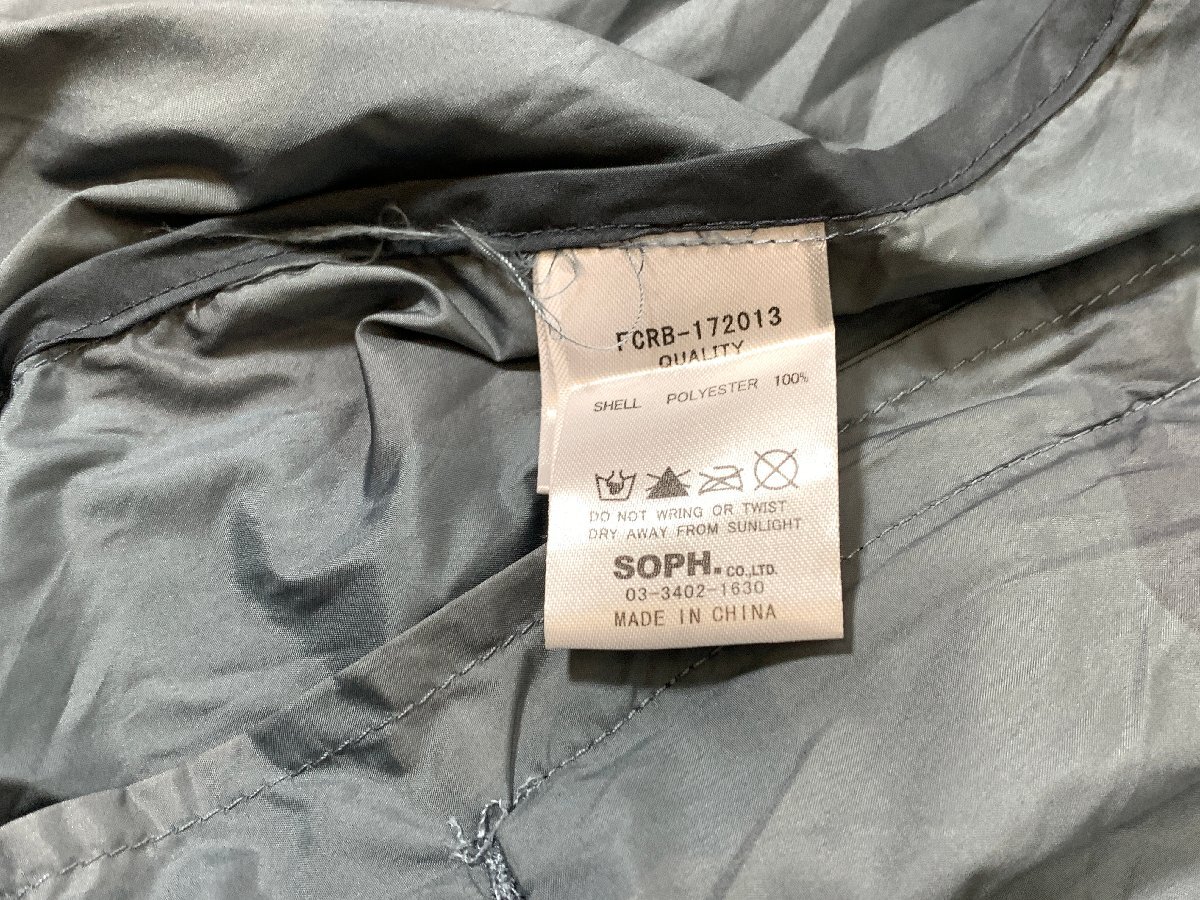 FCRB-172013
QUALITY
SHELL POLYESTER 100%
DO NOT WRING OR TWIST
DRY AWAY FROM SUNLIGHT
SOPH. CO.,LTD.
03-3402-1630
MADE IN CHINA